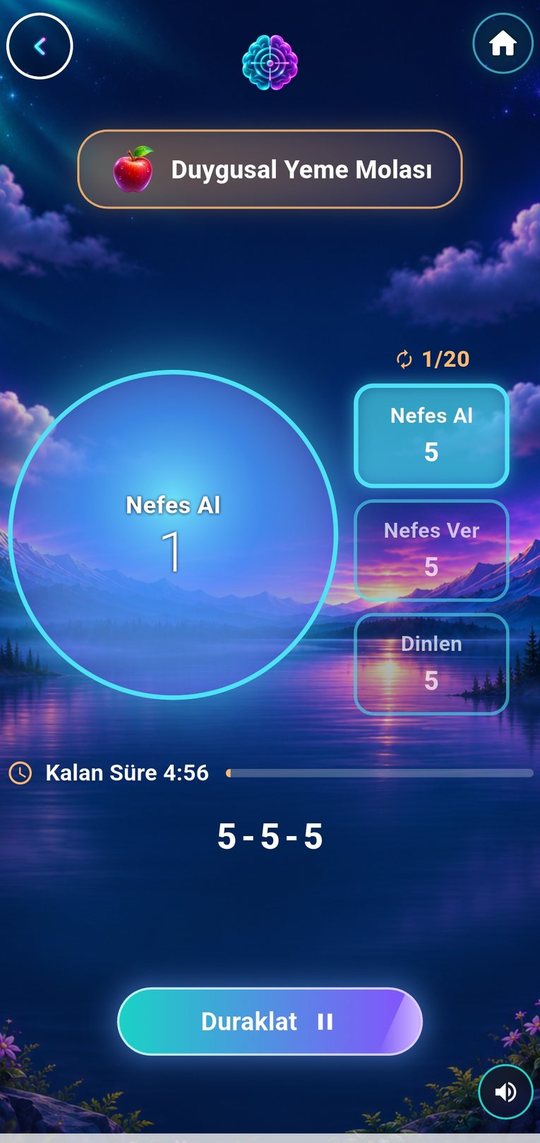 Duygusal Yeme Molası
1/20
Nefes Al
5
Nefes Al
1
Nefes Ver
5
Dinlen
5
Kalan Süre 4:56
5-5-5
Duraklat